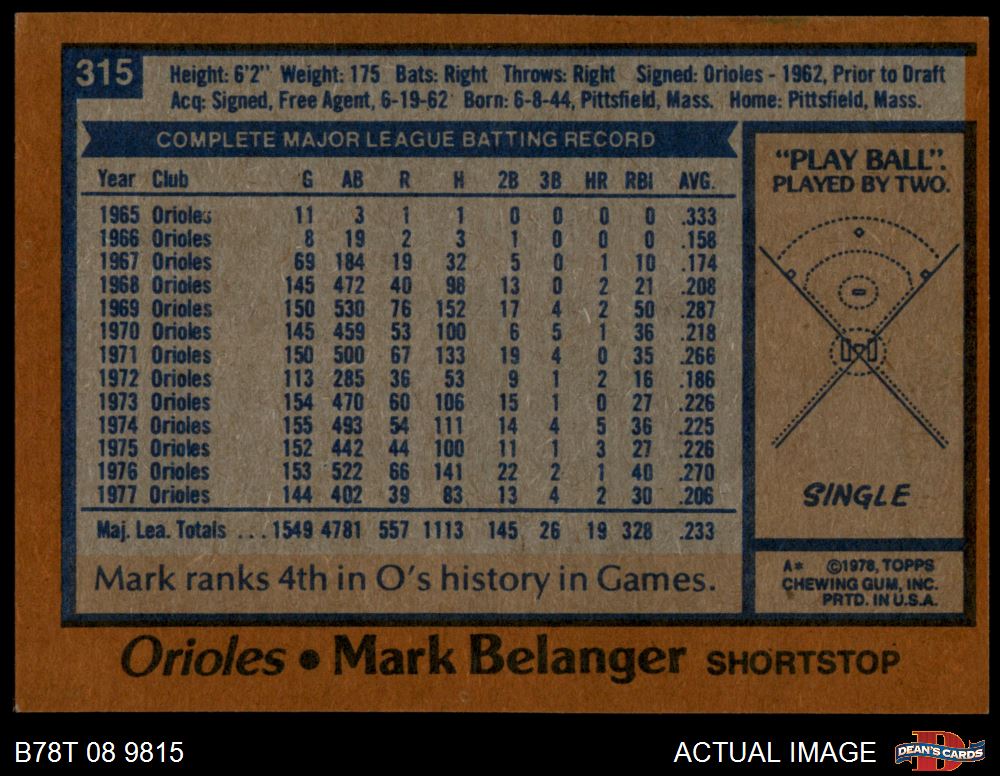 315
Height: 6'2" Weight: 175 Bats: Right Throws: Right Signed: Orioles - 1962, Prior to Draft
Acq: Signed, Free Agent, 6-19-62 Born: 6-8-44, Pittsfield, Mass. Home: Pittsfield, Mass.
COMPLETE MAJOR LEAGUE BATTING RECORD
Year Club G AB R H 2B 3B HR RBI AVG.
1965 Orioles 11 3 1 1 0 0 0 0 .333
1966 Orioles 8 19 2 3 1 0 0 0 .158
1967 Orioles 69 184 19 32 5 0 1 10 .174
1968 Orioles 145 472 40 98 13 0 2 21 .208
1969 Orioles 150 530 76 152 17 4 2 50 .287
1970 Orioles 145 459 53 100 6 5 1 36 .218
1971 Orioles 150 500 67 133 19 4 0 35 .266
1972 Orioles 113 285 36 53 9 1 2 16 .186
1973 Orioles 154 470 60 106 15 1 0 27 .226
1974 Orioles 155 493 54 111 14 4 5 36 .225
1975 Orioles 152 442 44 100 11 1 3 27 .226
1976 Orioles 153 522 66 141 22 2 1 40 .270
1977 Orioles 144 402 39 83 13 4 2 30 .206
Maj. Lea. Totals ... 1549 4781 557 1113 145 26 19 328 .233
Mark ranks 4th in O's history in Games.
"PLAY BALL".
PLAYED BY TWO.
SINGLE
A* ©1978, TOPPS
CHEWING GUM, INC.
PRTD. IN U.S.A.
Orioles • Mark Belanger SHORTSTOP
B78T 08 9815
ACTUAL IMAGE
DEAN'S CARDS